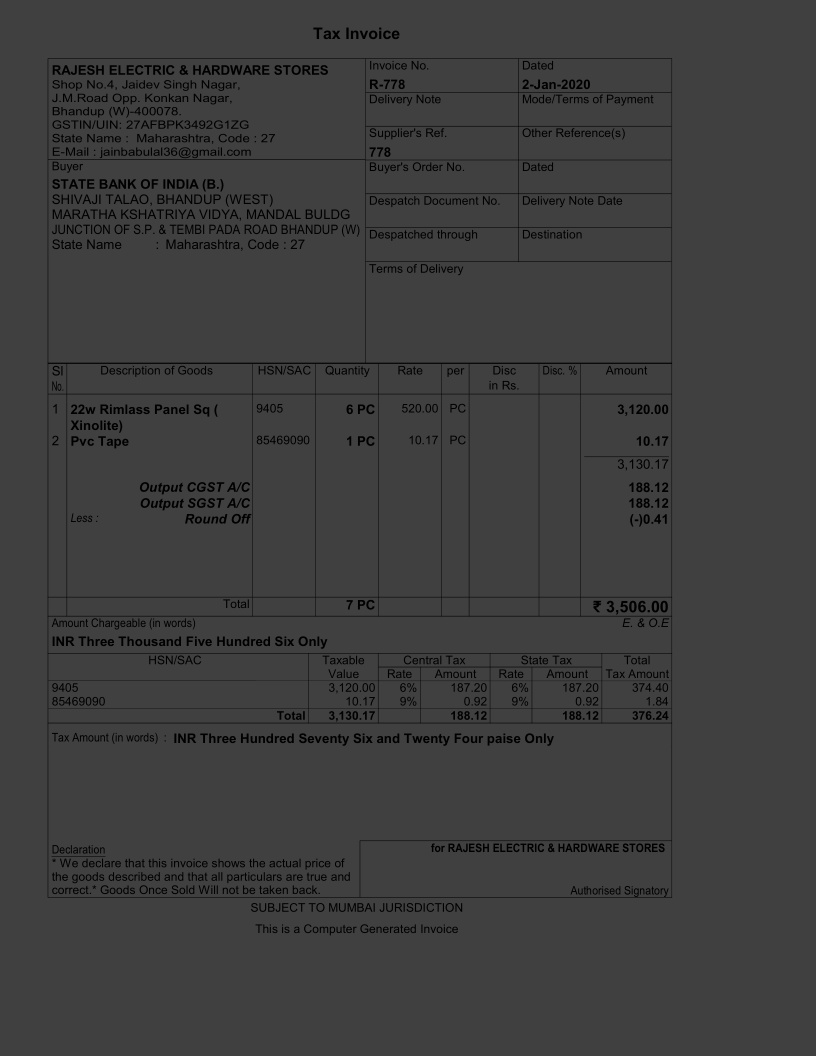 Tax Invoice
RAJESH ELECTRIC & HARDWARE STORES
Shop No.4, Jaidev Singh Nagar,
J.M.Road Opp. Konkan Nagar,
Bhandup (W)-400078.
GSTIN/UIN: 27AFBPK3492G1ZG
State Name : Maharashtra, Code : 27
E-Mail : jainbabulal36@gmail.com
Invoice No. Dated
R-778 2-Jan-2020
Delivery Note Mode/Terms of Payment
Supplier's Ref. Other Reference(s)
778
Buyer
STATE BANK OF INDIA (B.)
SHIVAJI TALAO, BHANDUP (WEST)
MARATHA KSHATRIYA VIDYA, MANDAL BULDG
JUNCTION OF S.P. & TEMBI PADA ROAD BHANDUP (W)
State Name : Maharashtra, Code : 27
Buyer's Order No. Dated
Despatch Document No. Delivery Note Date
Despatched through Destination
Terms of Delivery
Sl Description of Goods HSN/SAC Quantity Rate per Disc Disc. % Amount
No. in Rs.
1 22w Rimlass Panel Sq ( 9405 6 PC 520.00 PC 3,120.00
Xinolite)
2 Pvc Tape 85469090 1 PC 10.17 PC 10.17
3,130.17
Output CGST A/C 188.12
Output SGST A/C 188.12
Less : Round Off (-)0.41
Total 7 PC ₹ 3,506.00
Amount Chargeable (in words) E. & O.E
INR Three Thousand Five Hundred Six Only
HSN/SAC Taxable Central Tax State Tax Total
Value Rate Amount Rate Amount Tax Amount
9405 3,120.00 6% 187.20 6% 187.20 374.40
85469090 10.17 9% 0.92 9% 0.92 1.84
Total 3,130.17 188.12 188.12 376.24
Tax Amount (in words) : INR Three Hundred Seventy Six and Twenty Four paise Only
Declaration
* We declare that this invoice shows the actual price of
the goods described and that all particulars are true and
correct.* Goods Once Sold Will not be taken back.
for RAJESH ELECTRIC & HARDWARE STORES
Authorised Signatory
SUBJECT TO MUMBAI JURISDICTION
This is a Computer Generated Invoice